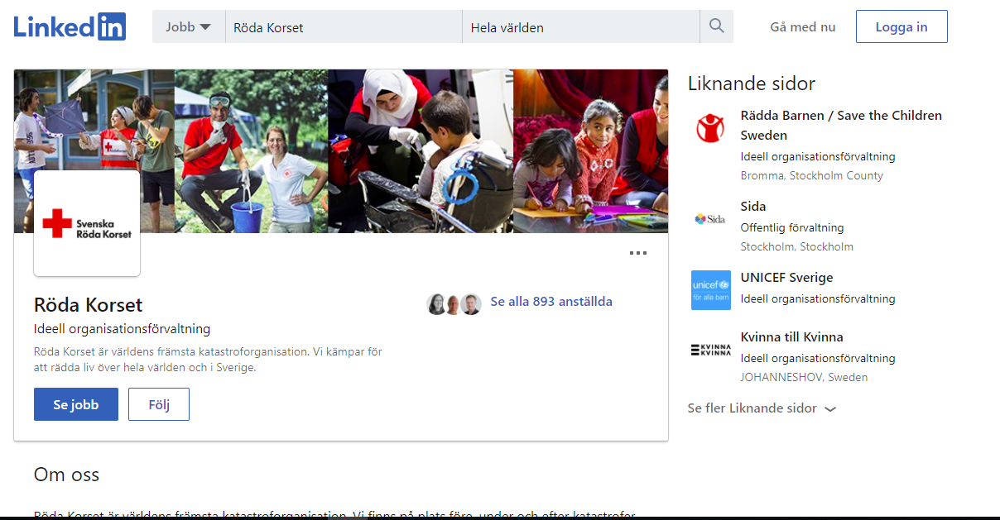 Linked in
Jobb
Röda Korset
Hela världen
Gå med nu
Logga in
Svenska
Röda Korset
Röda Korset
Ideell organisationsförvaltning
Röda Korset är världens främsta katastroforganisation. Vi kämpar för
att rädda liv över hela världen och i Sverige.
Se alla 893 anställda
Se jobb
Följ
Om oss
Röda Korset är världens främsta katastroforganisation. Vi finns på plats före, under och efter katastrofer
Liknande sidor
Rädda Barnen / Save the Children
Sweden
Ideell organisationsförvaltning
Bromma, Stockholm County
Sida
Sida
Offentlig förvaltning
Stockholm, Stockholm
unicef
för alla barn
UNICEF Sverige
Ideell organisationsförvaltning
KVINNA
KVINNA
Kvinna till Kvinna
Ideell organisationsförvaltning
JOHANNESHOV, Sweden
Se fler Liknande sidor